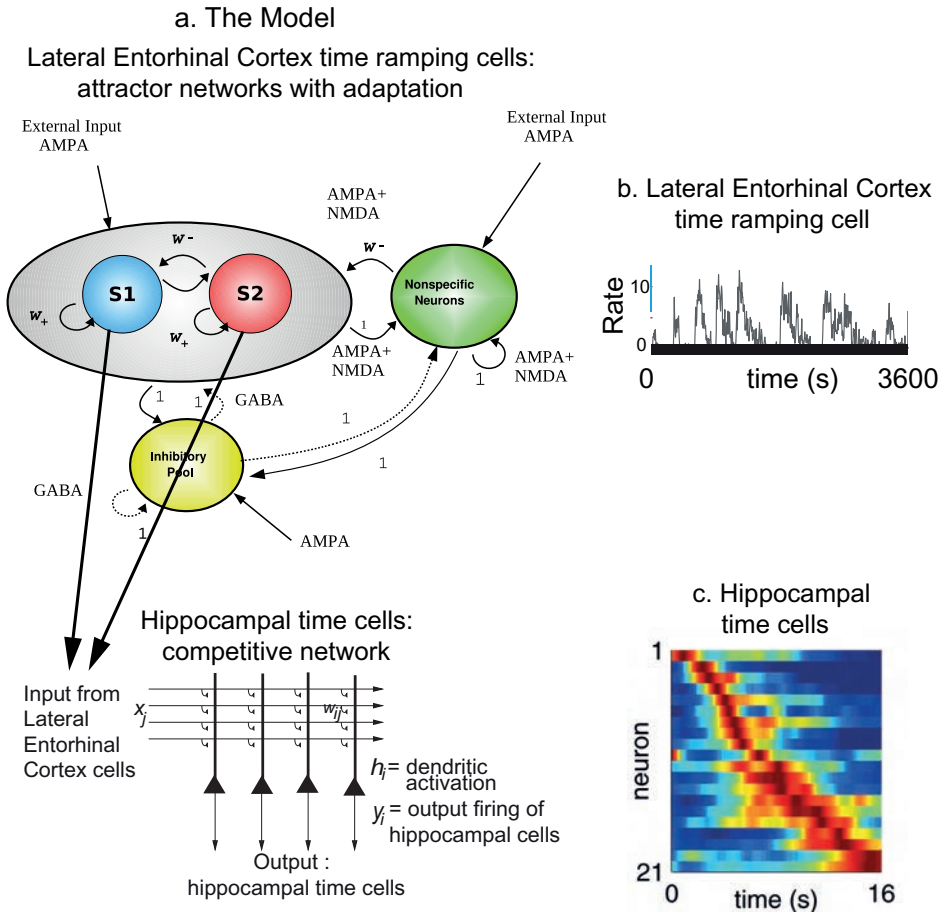 a. The Model
Lateral Entorhinal Cortex time ramping cells:
attractor networks with adaptation
External Input
AMPA
External Input
AMPA
AMPA+
NMDA
w-
w-
S1
S2
w+
w+
Nonspecific
Neurons
1
AMPA+
NMDA
1
AMPA+
NMDA
1
1
GABA
1
1
Inhibitory
Pool
GABA
1
AMPA
b. Lateral Entorhinal Cortex
time ramping cell
Rate
10
0
0
time (s)
3600
Hippocampal time cells:
competitive network
Input from
Lateral
Entorhinal
Cortex cells
xj
wij
hi= dendritic
activation
yi= output firing of
hippocampal cells
Output :
hippocampal time cells
c. Hippocampal
time cells
1
neuron
21
0
time (s)
16